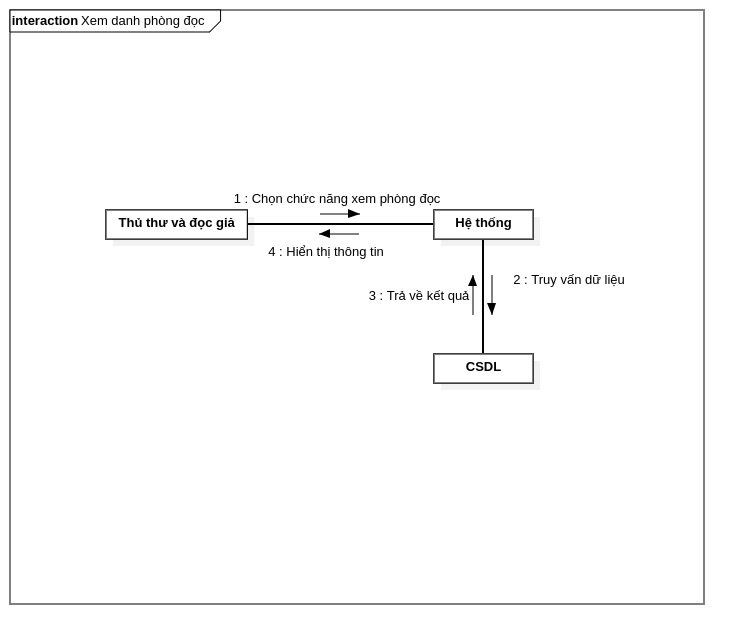 interaction Xem danh phòng đọc
1 : Chọn chức năng xem phòng đọc
Thủ thư và đọc giả
Hệ thống
4 : Hiển thị thông tin
2 : Truy vấn dữ liệu
3 : Trả về kết quả
CSDL